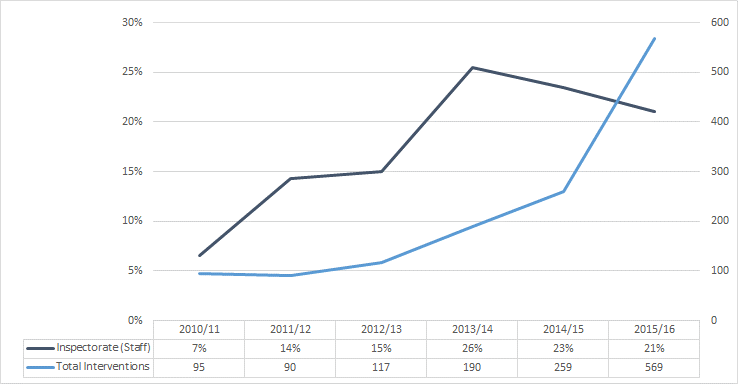 30% 600
25% 500
20% 400
15% 300
10% 200
5% 100
0% 0
2010/11 2011/12 2012/13 2013/14 2014/15 2015/16
Inspectorate (Staff) 7% 14% 15% 26% 23% 21%
Total Interventions 95 90 117 190 259 569